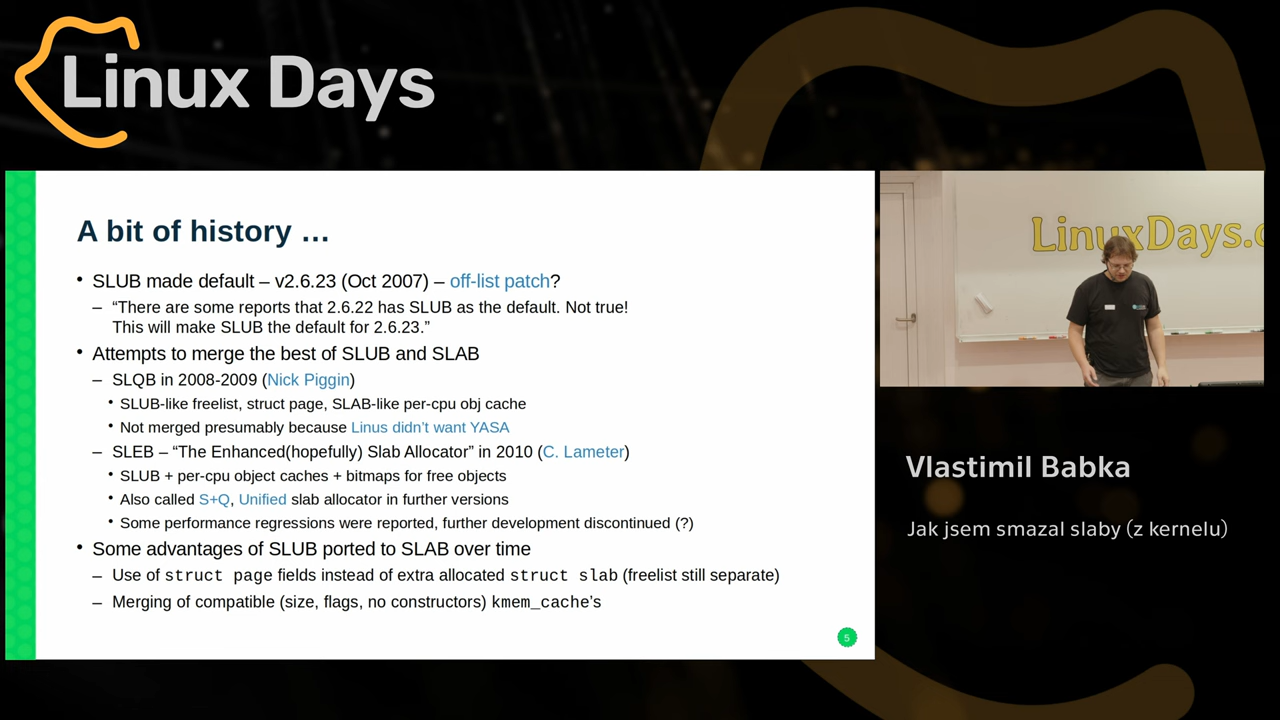 Linux Days
A bit of history …
• SLUB made default – v2.6.23 (Oct 2007) – off-list patch?
– “There are some reports that 2.6.22 has SLUB as the default. Not true!
This will make SLUB the default for 2.6.23.”
• Attempts to merge the best of SLUB and SLAB
– SLQB in 2008-2009 (Nick Piggin)
• SLUB-like freelist, struct page, SLAB-like per-cpu obj cache
• Not merged presumably because Linus didn’t want YASA
– SLEB – “The Enhanced(hopefully) Slab Allocator” in 2010 (C. Lameter)
• SLUB + per-cpu object caches + bitmaps for free objects
• Also called S+Q, Unified slab allocator in further versions
• Some performance regressions were reported, further development discontinued (?)
• Some advantages of SLUB ported to SLAB over time
– Use of struct page fields instead of extra allocated struct slab (freelist still separate)
– Merging of compatible (size, flags, no constructors) kmem_cache’s
5
LinuxDays.c
Vlastimil Babka
Jak jsem smazal slaby (z kernelu)